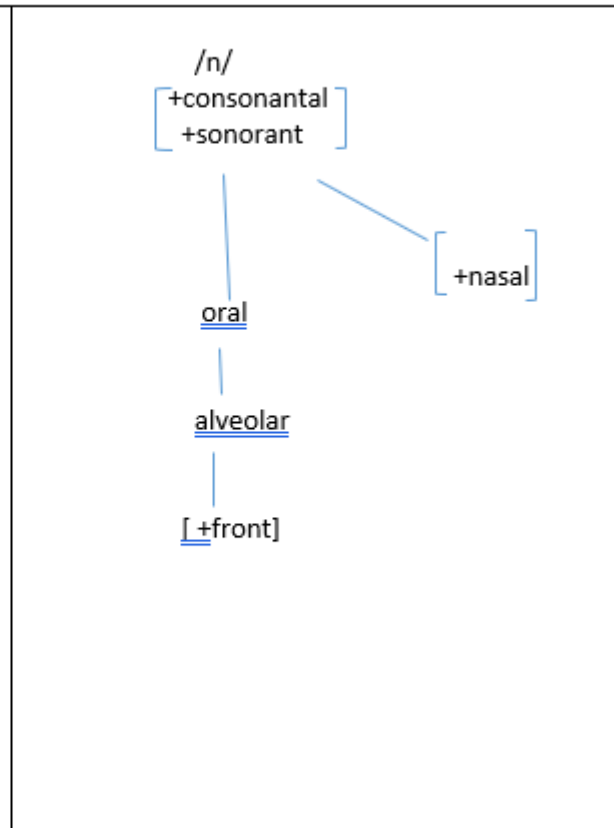 /n/
+consonantal
+sonorant
+nasal
oral
alveolar
[ +front]